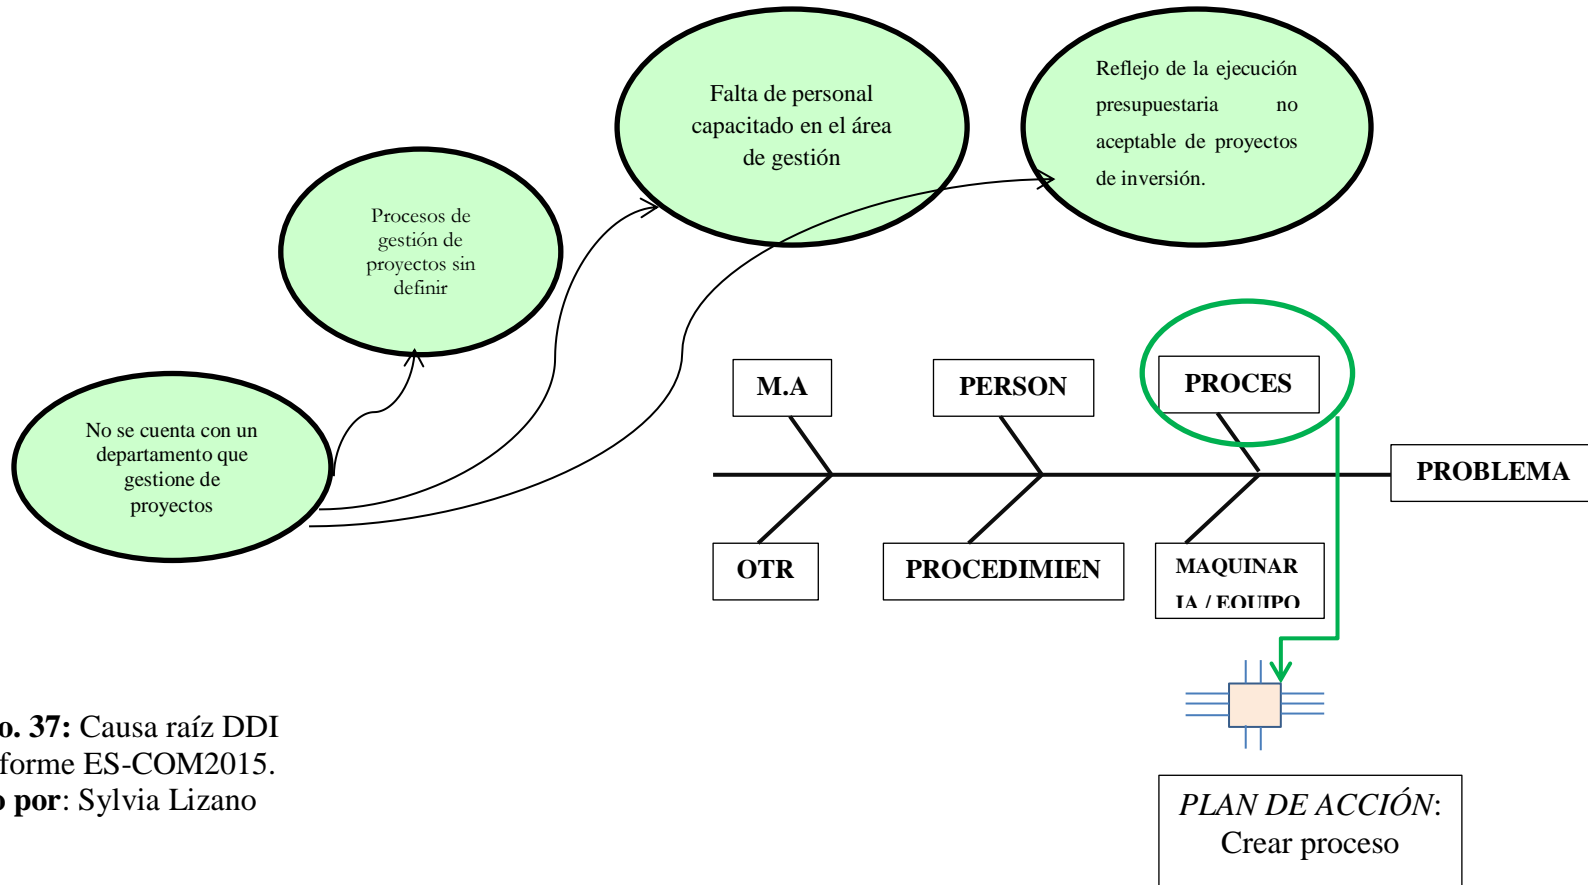 Falta de personal
capacitado en el área
de gestión
Reflejo de la ejecución
presupuestaria no
aceptable de proyectos
de inversión.
Procesos de
gestión de
proyectos sin
definir
No se cuenta con un
departamento que
gestione de
proyectos
M.A
PERSON
PROCES
PROBLEMA
OTR
PROCEDIMIEN
MAQUINAR
IA / EQUIPO
o. 37: Causa raíz DDI
forme ES-COM2015.
o por: Sylvia Lizano
PLAN DE ACCIÓN:
Crear proceso